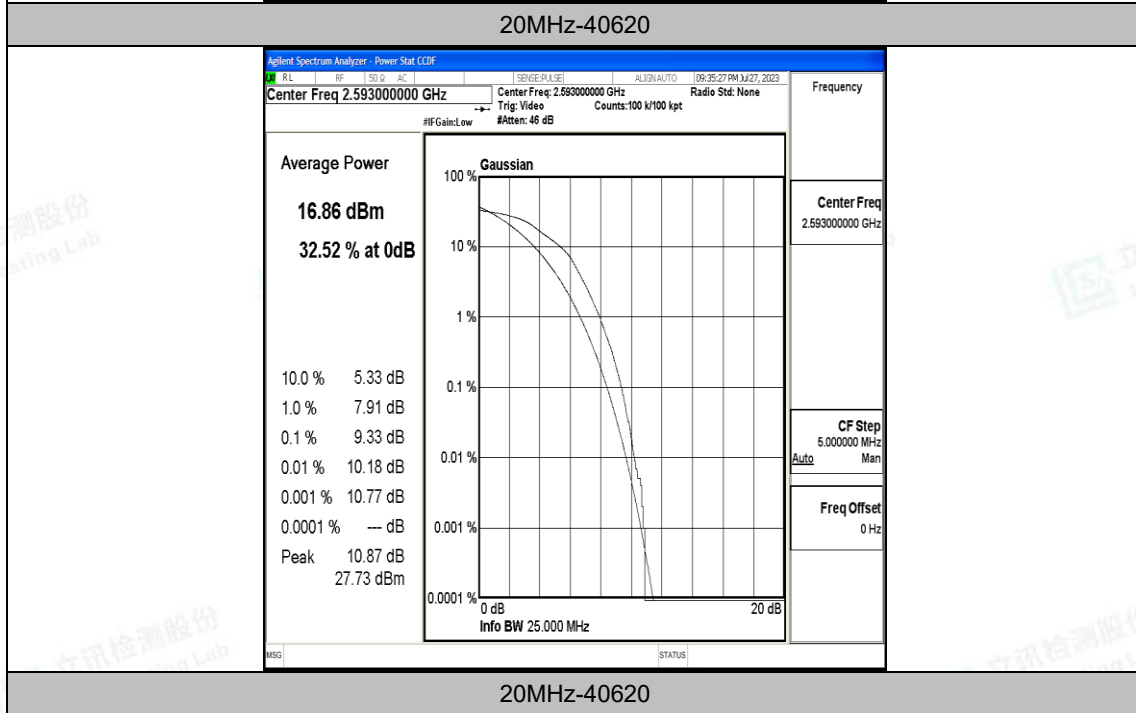 20MHz-40620
Agilent Spectrum Analyzer - Power Stat CCDF
RL RF 50 Ω AC SENSE:PULSE ALIGN AUTO 09:35:27 PM Jul 27, 2023
Center Freq 2.593000000 GHz
Center Freq: 2.593000000 GHz Radio Std: None
Trig: Video Counts:100 k/100 kpt
#IFGain:Low #Atten: 46 dB
Frequency
Average Power
16.86 dBm
32.52 % at 0dB
10.0 % 5.33 dB
1.0 % 7.91 dB
0.1 % 9.33 dB
0.01 % 10.18 dB
0.001 % 10.77 dB
0.0001 % --- dB
Peak 10.87 dB
27.73 dBm
Gaussian
100 %
10 %
1 %
0.1 %
0.01 %
0.001 %
0.0001 %
0 dB 20 dB
Info BW 25.000 MHz
Center Freq
2.593000000 GHz
CF Step
5.000000 MHz
Auto Man
Freq Offset
0 Hz
MSG STATUS
20MHz-40620
立讯检测股份